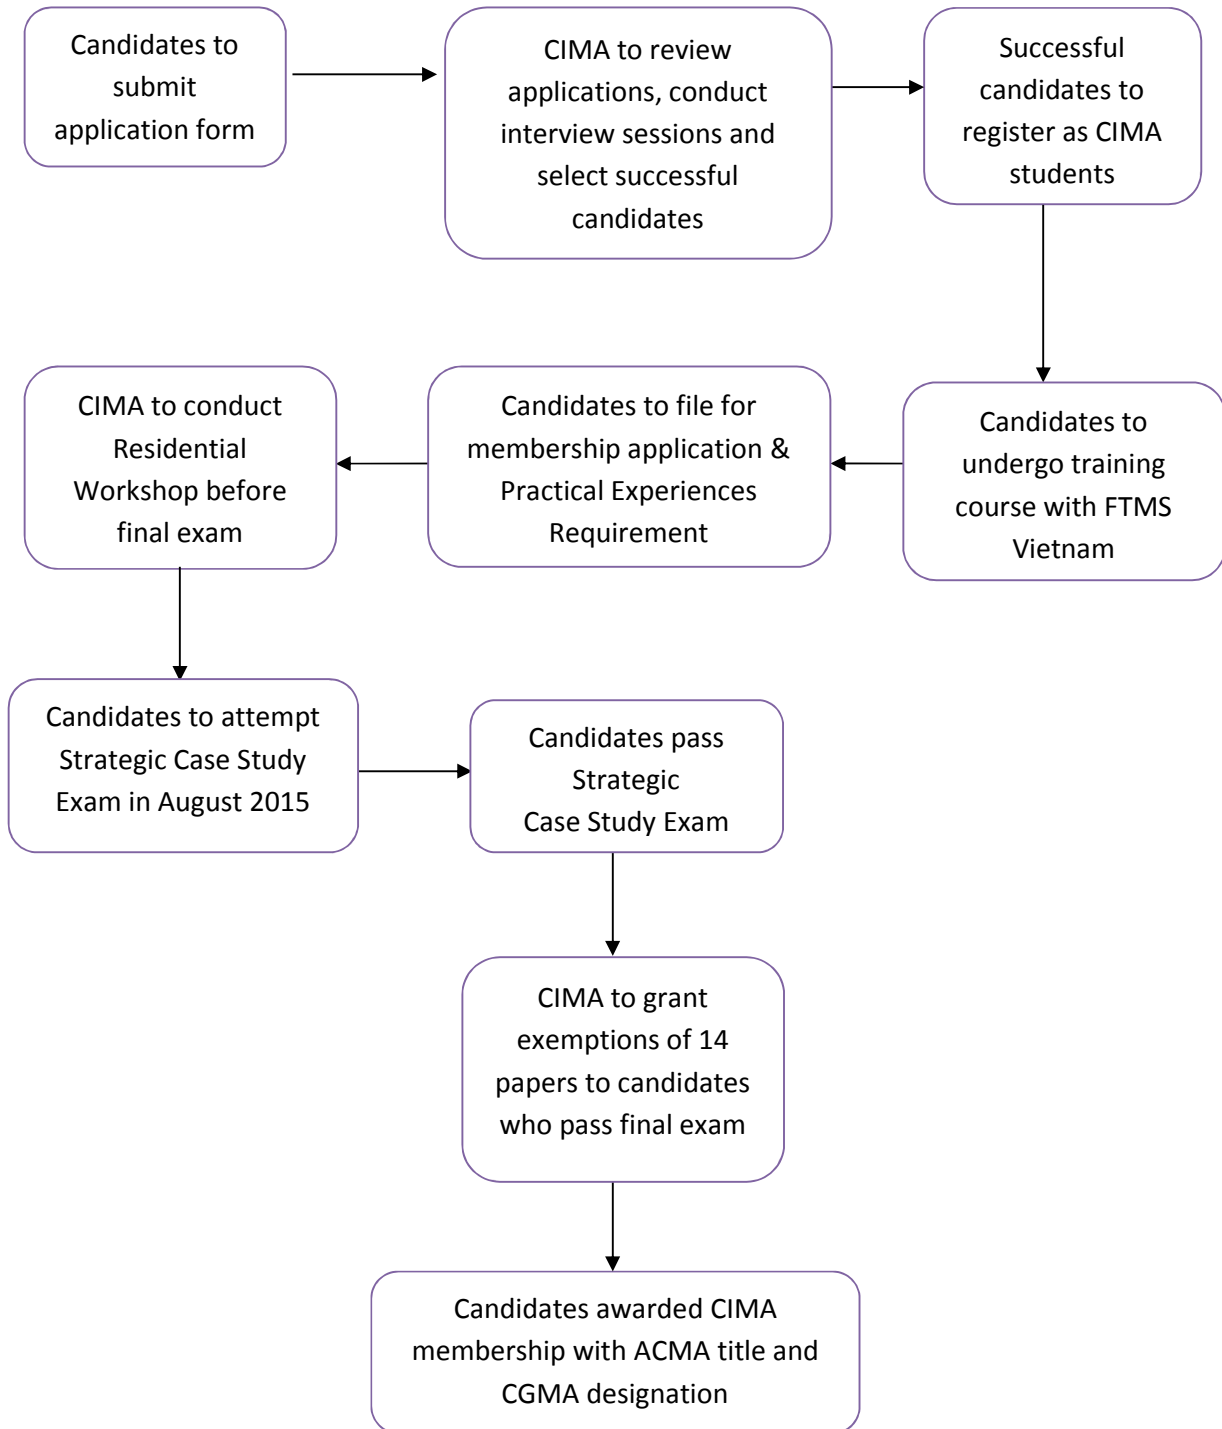 Candidates to
submit
application form
CIMA to review
applications, conduct
interview sessions and
select successful
candidates
Successful
candidates to
register as CIMA
students
Candidates to
undergo training
course with FTMS
Vietnam
Candidates to file for
membership application &
Practical Experiences
Requirement
CIMA to conduct
Residential
Workshop before
final exam
Candidates to attempt
Strategic Case Study
Exam in August 2015
Candidates pass
Strategic
Case Study Exam
CIMA to grant
exemptions of 14
papers to candidates
who pass final exam
Candidates awarded CIMA
membership with ACMA title and
CGMA designation